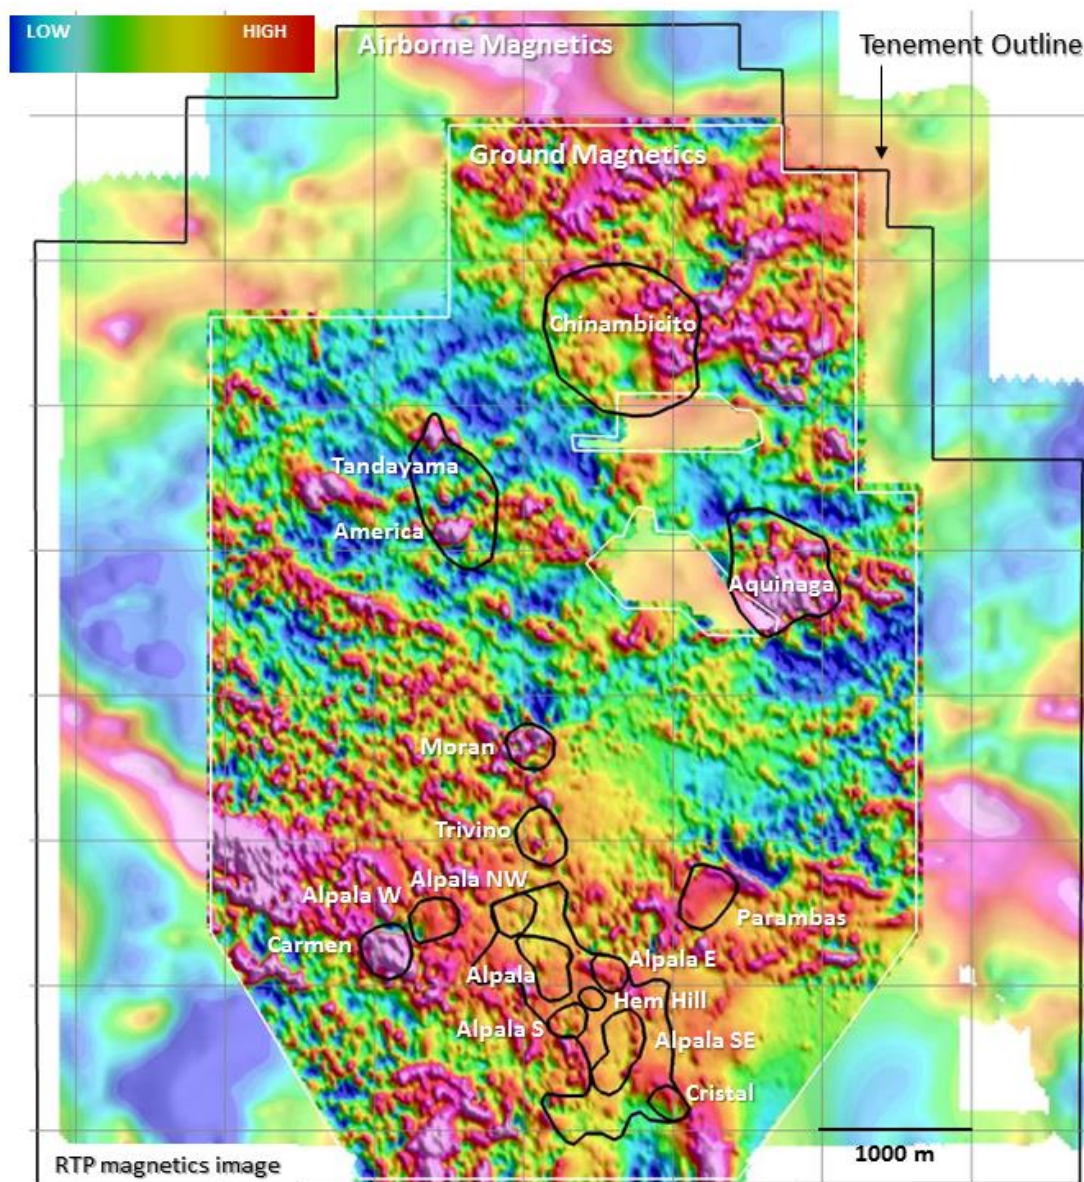 LOW
HIGH
Airborne Magnetics
Tenement Outline
Ground Magnetics
Chinambicito
Tandayama
America
Aquinaga
Moran
Trivino
Alpala NW
Alpala W
Parambas
Carmen
Alpala E
Alpala
Hem Hill
Alpala S
Alpala SE
Cristal
1000 m
RTP magnetics image